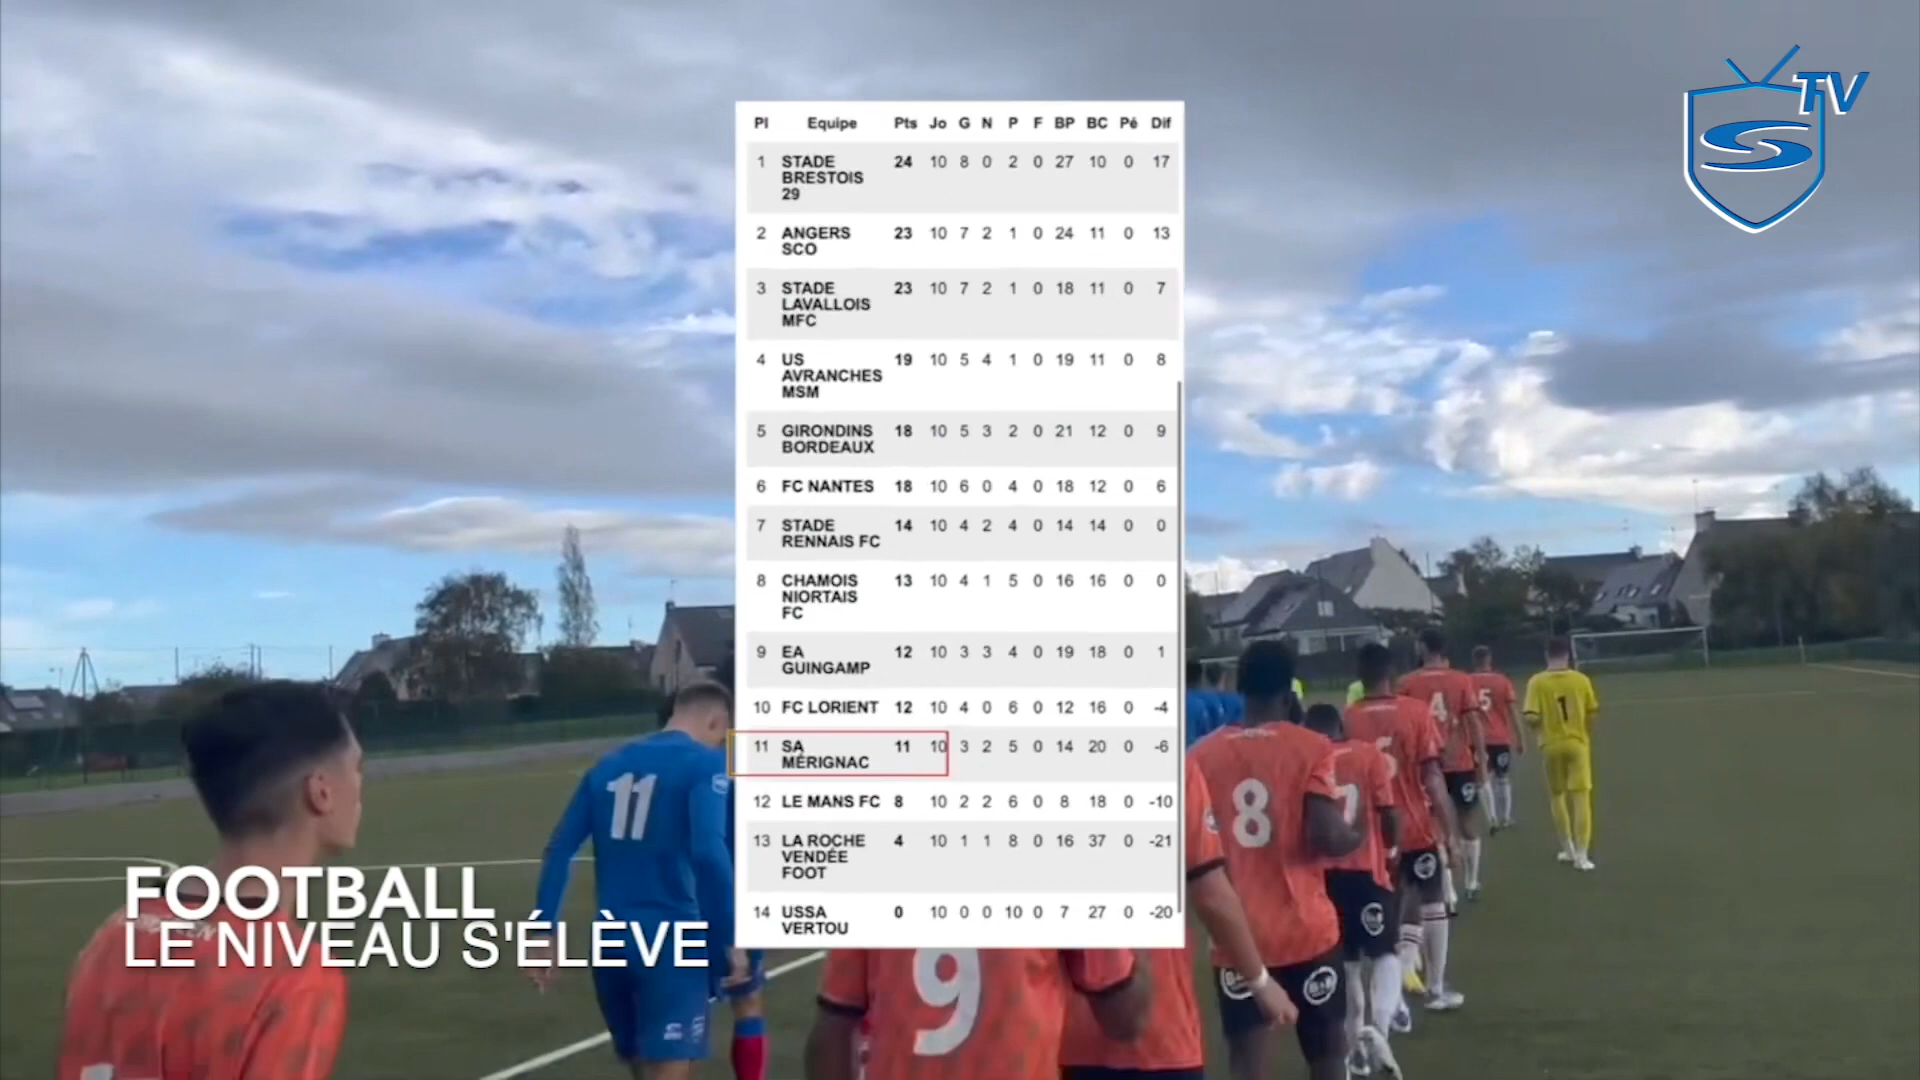 TV
S
Pl Equipe Pts Jo G N P F BP BC Pé Dif
1 STADE BRESTOIS 29 24 10 8 0 2 0 27 10 0 17
2 ANGERS SCO 23 10 7 2 1 0 24 11 0 13
3 STADE LAVALLOIS MFC 23 10 7 2 1 0 18 11 0 7
4 US AVRANCHES MSM 19 10 5 4 1 0 19 11 0 8
5 GIRONDINS BORDEAUX 18 10 5 3 2 0 21 12 0 9
6 FC NANTES 18 10 6 0 4 0 18 12 0 6
7 STADE RENNAIS FC 14 10 4 2 4 0 14 14 0 0
8 CHAMOIS NIORTAIS FC 13 10 4 1 5 0 16 16 0 0
9 EA GUINGAMP 12 10 3 3 4 0 19 18 0 1
10 FC LORIENT 12 10 4 0 6 0 12 16 0 -4
11 SA MÉRIGNAC 11 10 3 2 5 0 14 20 0 -6
12 LE MANS FC 8 10 2 2 6 0 8 18 0 -10
13 LA ROCHE VENDÉE FOOT 4 10 1 1 8 0 16 37 0 -21
14 USSA VERTOU 0 10 0 0 10 0 7 27 0 -20
FOOTBALL
LE NIVEAU S'ÉLÈVE
11
9
8
7
4
5
1